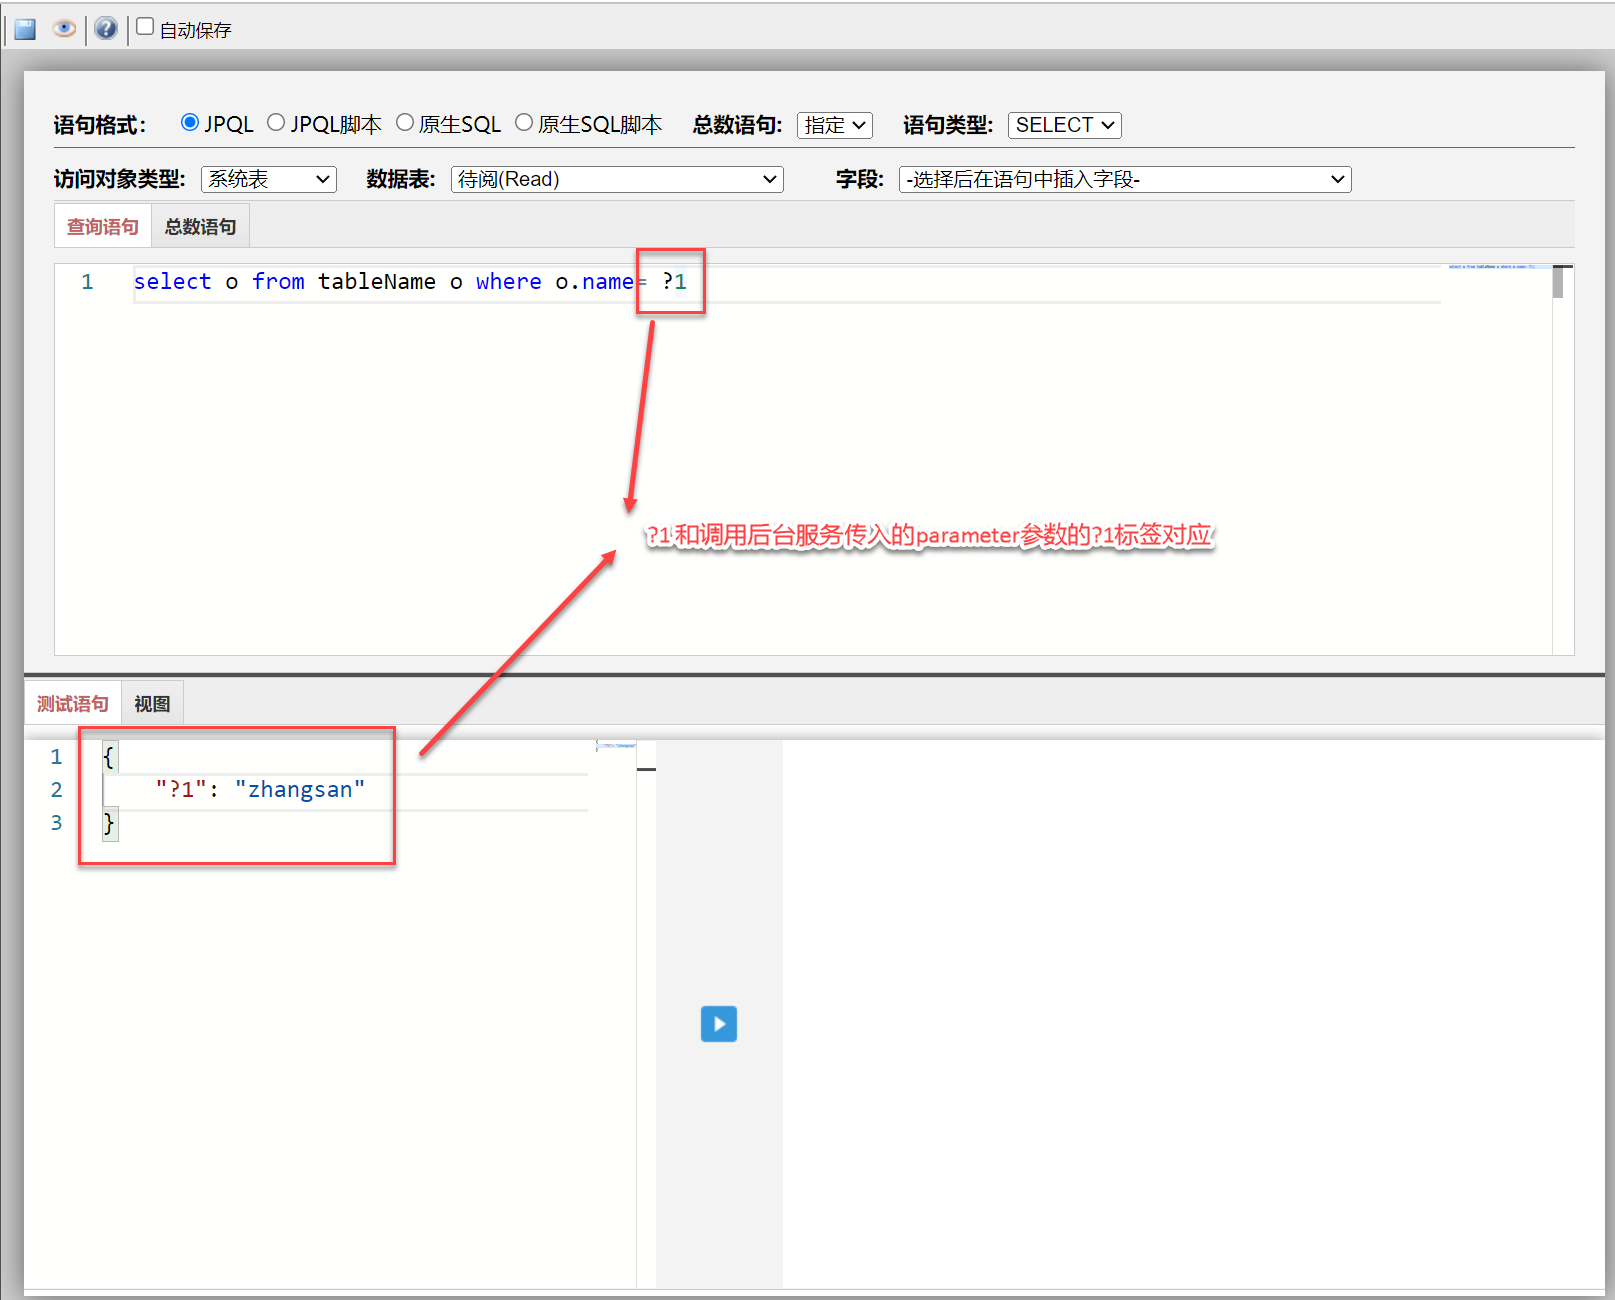 自动保存
语句格式： JPQL JPQL脚本 原生SQL 原生SQL脚本 总数语句: 指定 语句类型: SELECT
访问对象类型: 系统表 数据表: 待阅(Read) 字段: -选择后在语句中插入字段-
查询语句 总数语句
1 select o from tableName o where o.name= ?1
?1和调用后台服务传入的parameter参数的?1标签对应
测试语句 视图
1 {
2 "?1": "zhangsan"
3 }